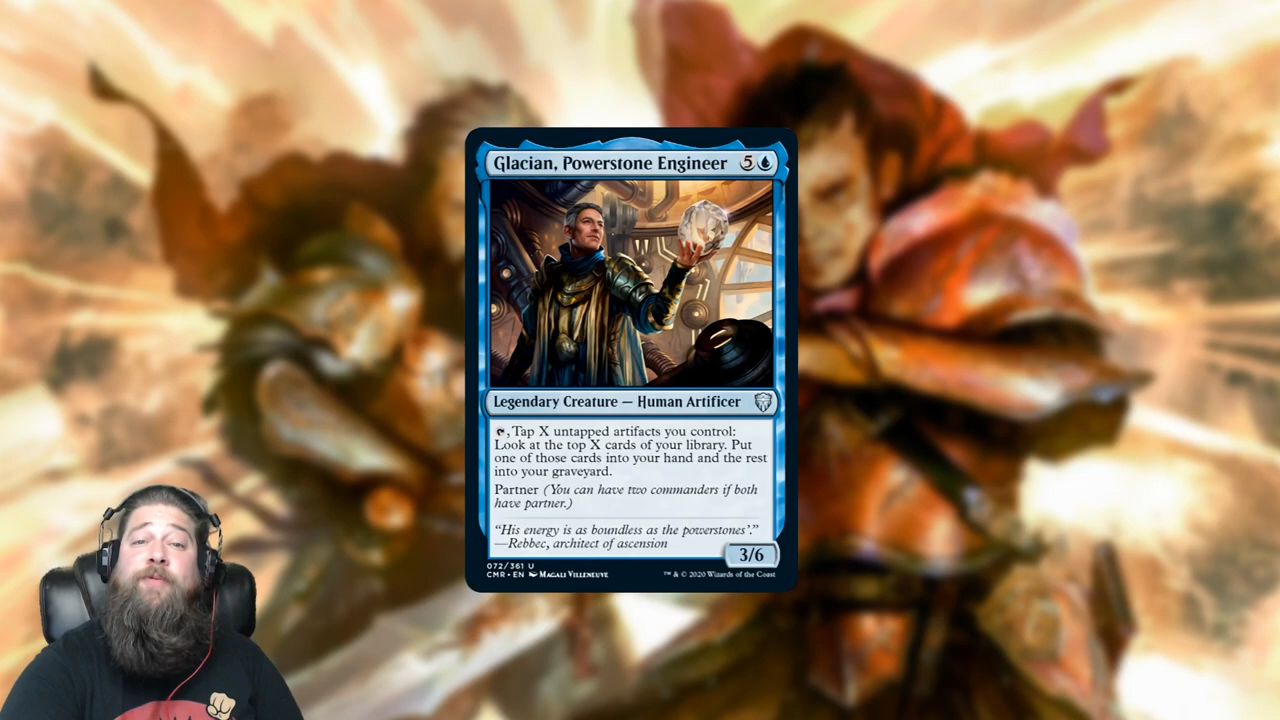 Glacian, Powerstone Engineer 5
Legendary Creature — Human Artificer
, Tap X untapped artifacts you control:
Look at the top X cards of your library. Put
one of those cards into your hand and the rest
into your graveyard.
Partner (You can have two commanders if both
have partner.)
“His energy is as boundless as the powerstones’.”
—Rebbec, architect of ascension
3/6
072/361 U
CMR • EN Magali Villeneuve ™ & © 2020 Wizards of the Coast